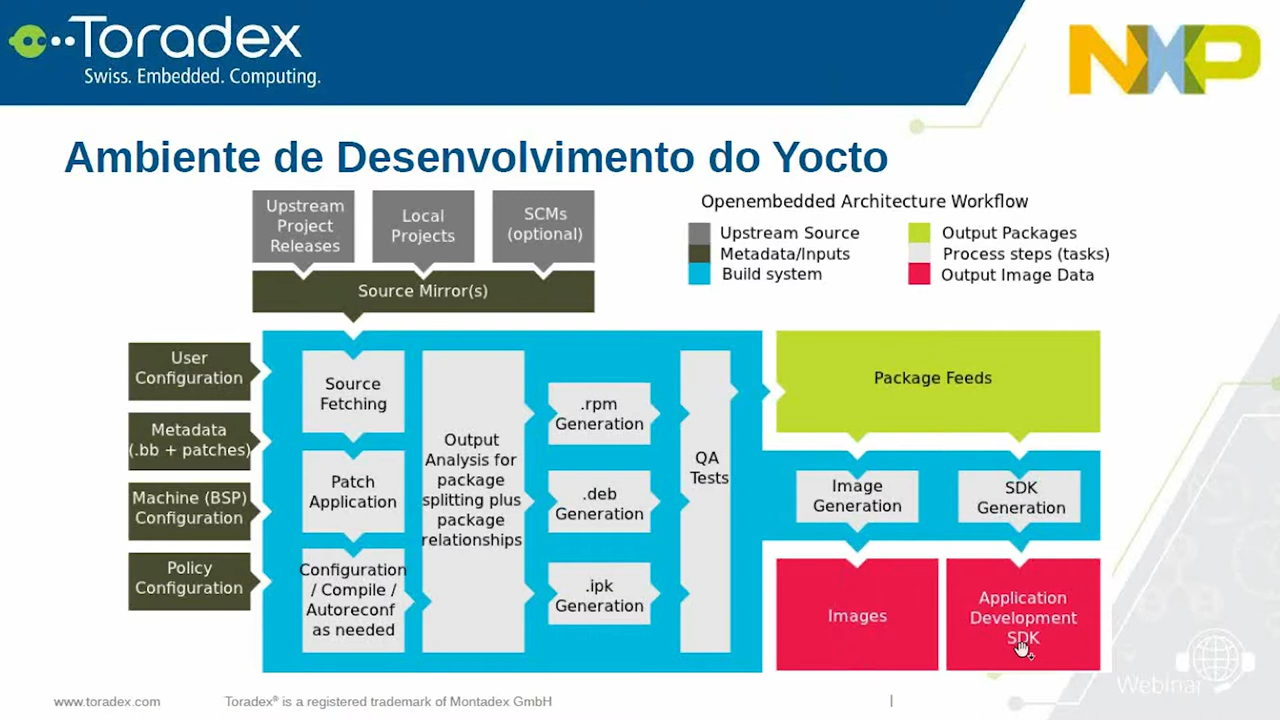 Toradex
Swiss. Embedded. Computing.
NXP
Ambiente de Desenvolvimento do Yocto
Upstream
Project
Releases
Local
Projects
SCMs
(optional)
Openembedded Architecture Workflow
Upstream Source
Metadata/Inputs
Build system
Output Packages
Process steps (tasks)
Output Image Data
Source Mirror(s)
User
Configuration
Metadata
(.bb + patches)
Machine (BSP)
Configuration
Policy
Configuration
Source
Fetching
Patch
Application
Configuration
/ Compile /
Autoreconf
as needed
Output
Analysis for
package
splitting plus
package
relationships
.rpm
Generation
.deb
Generation
.ipk
Generation
QA
Tests
Package Feeds
Image
Generation
SDK
Generation
Images
Application
Development
SDK
Webinar
www.toradex.com
Toradex® is a registered trademark of Montadex GmbH
|